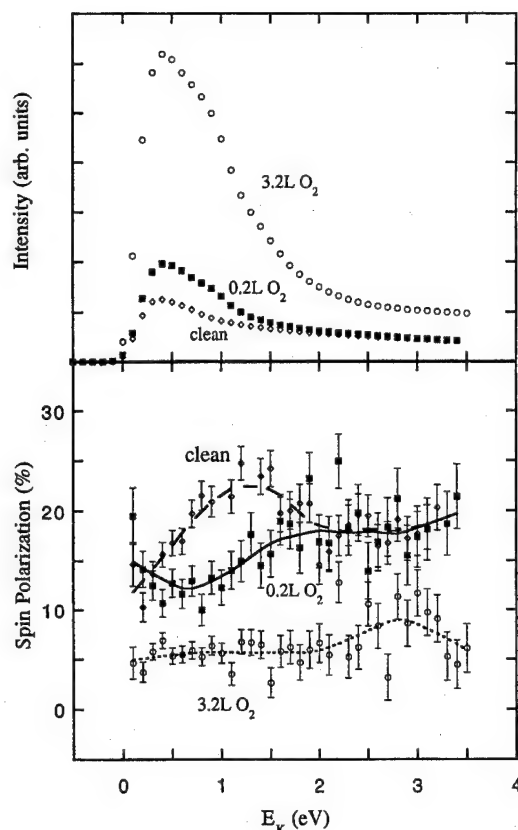 Intensity (arb. units)
3.2L O₂
0.2L O₂
clean
Spin Polarization (%)
30
20
10
0
clean
0.2L O₂
3.2L O₂
0 1 2 3 4
E_K (eV)